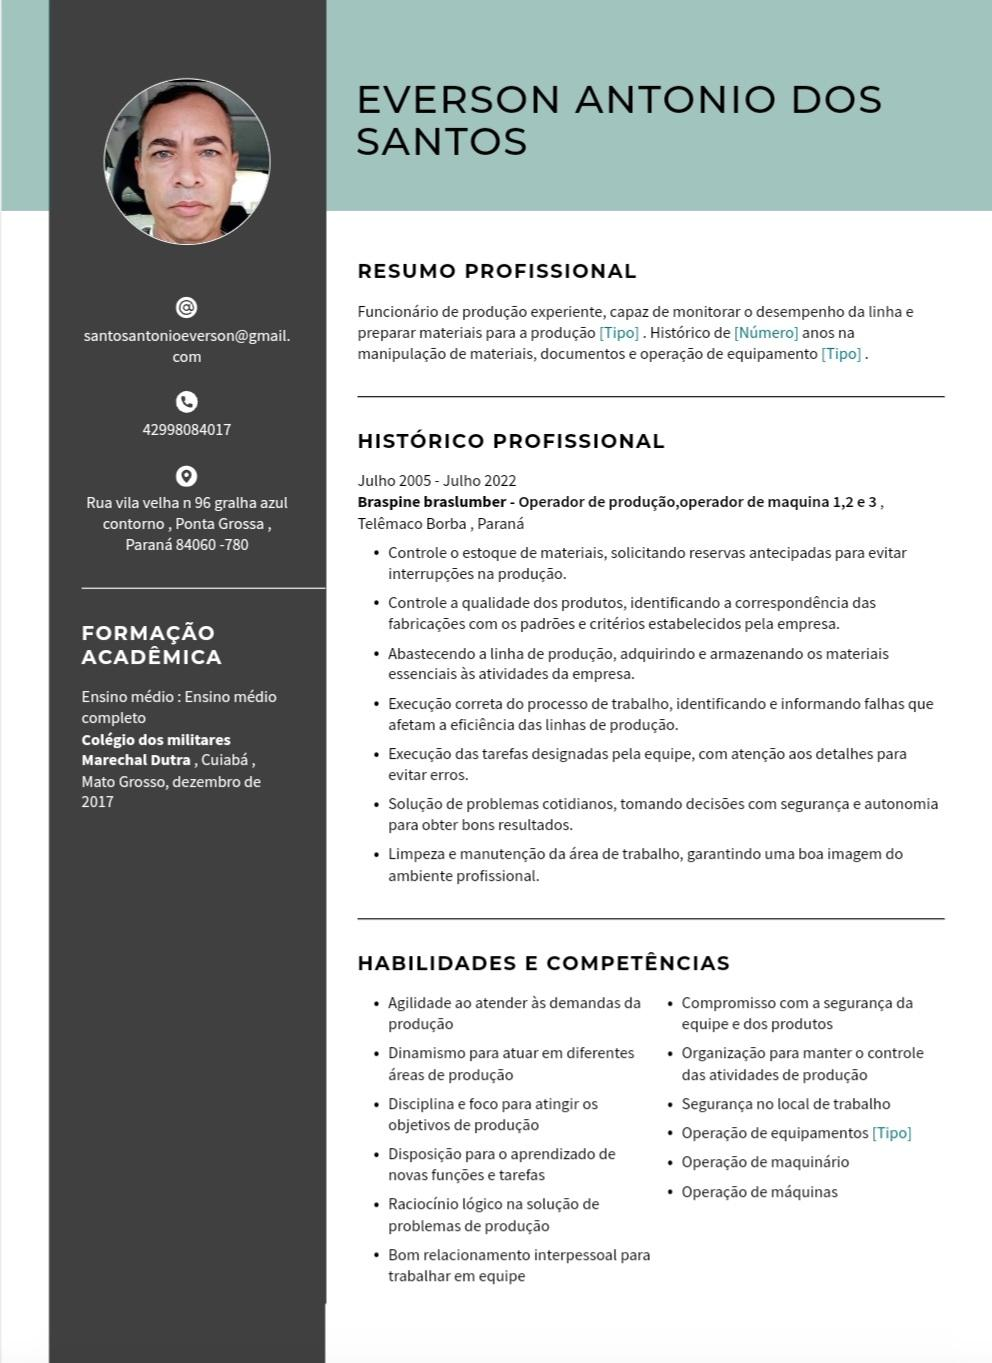 EVERSON ANTONIO DOS
SANTOS
santosantonioeverson@gmail.
com
42998084017
Rua vila velha n 96 gralha azul
contorno , Ponta Grossa ,
Paraná 84060 -780
FORMAÇÃO
ACADÊMICA
Ensino médio : Ensino médio
completo
Colégio dos militares
Marechal Dutra , Cuiabá ,
Mato Grosso, dezembro de
2017
RESUMO PROFISSIONAL
Funcionário de produção experiente, capaz de monitorar o desempenho da linha e
preparar materiais para a produção [Tipo] . Histórico de [Número] anos na
manipulação de materiais, documentos e operação de equipamento [Tipo] .
HISTÓRICO PROFISSIONAL
Julho 2005 - Julho 2022
Braspine braslumber - Operador de produção,operador de maquina 1,2 e 3 ,
Telêmaco Borba , Paraná
• Controle o estoque de materiais, solicitando reservas antecipadas para evitar
interrupções na produção.
• Controle a qualidade dos produtos, identificando a correspondência das
fabricações com os padrões e critérios estabelecidos pela empresa.
• Abastecendo a linha de produção, adquirindo e armazenando os materiais
essenciais às atividades da empresa.
• Execução correta do processo de trabalho, identificando e informando falhas que
afetam a eficiência das linhas de produção.
• Execução das tarefas designadas pela equipe, com atenção aos detalhes para
evitar erros.
• Solução de problemas cotidianos, tomando decisões com segurança e autonomia
para obter bons resultados.
• Limpeza e manutenção da área de trabalho, garantindo uma boa imagem do
ambiente profissional.
HABILIDADES E COMPETÊNCIAS
• Agilidade ao atender às demandas da
produção
• Dinamismo para atuar em diferentes
áreas de produção
• Disciplina e foco para atingir os
objetivos de produção
• Disposição para o aprendizado de
novas funções e tarefas
• Raciocínio lógico na solução de
problemas de produção
• Bom relacionamento interpessoal para
trabalhar em equipe
• Compromisso com a segurança da
equipe e dos produtos
• Organização para manter o controle
das atividades de produção
• Segurança no local de trabalho
• Operação de equipamentos [Tipo]
• Operação de maquinário
• Operação de máquinas